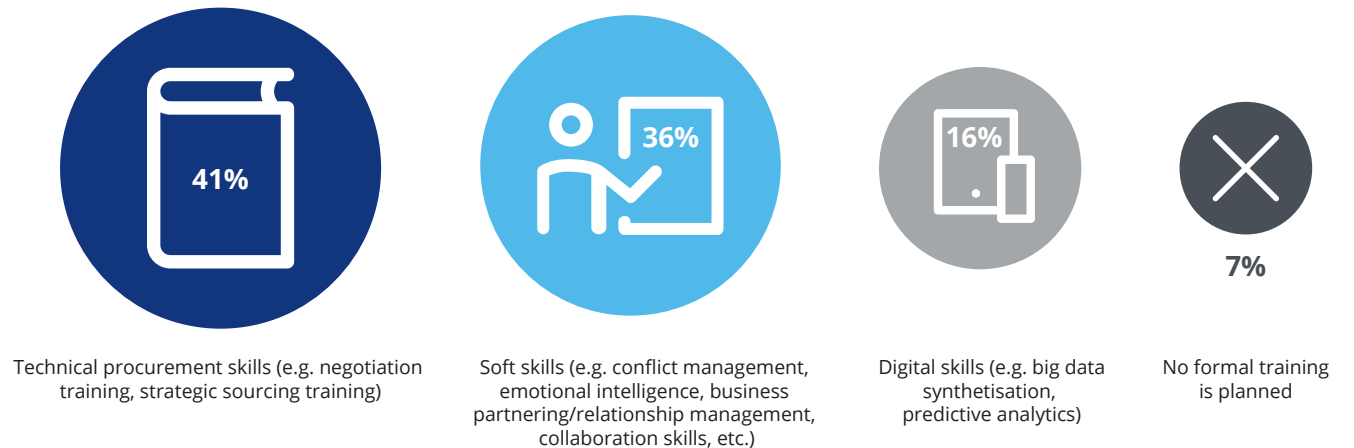 41%
36%
16%
7%
Technical procurement skills (e.g. negotiation
training, strategic sourcing training)
Soft skills (e.g. conflict management,
emotional intelligence, business
partnering/relationship management,
collaboration skills, etc.)
Digital skills (e.g. big data
synthetisation,
predictive analytics)
No formal training
is planned